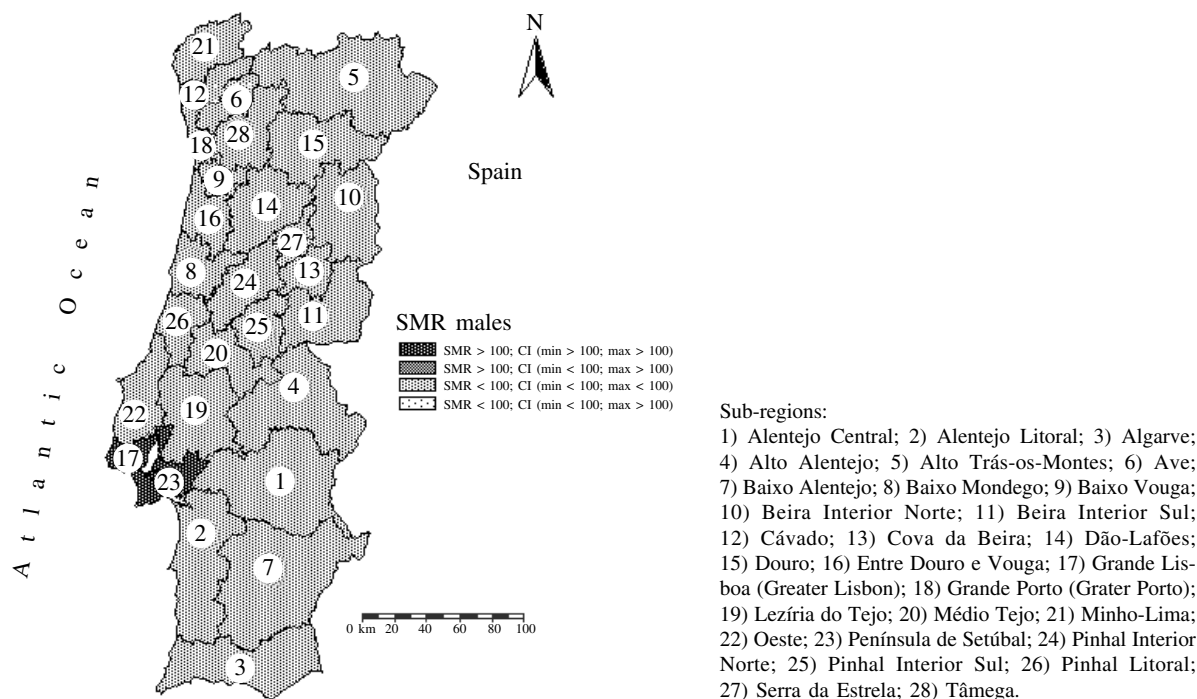 N
21
5
12
6
28
18
15
9
10
14
16
27
8
13
24
11
26
25
20
4
22
19
17
23
1
2
7
3
Spain
Atlantic Ocean
SMR males
SMR > 100; CI (min > 100; max > 100)
SMR > 100; CI (min < 100; max > 100)
SMR < 100; CI (min < 100; max < 100)
SMR < 100; CI (min < 100; max > 100)
0 km 20 40 60 80 100
Sub-regions:
1) Alentejo Central; 2) Alentejo Litoral; 3) Algarve;
4) Alto Alentejo; 5) Alto Trás-os-Montes; 6) Ave;
7) Baixo Alentejo; 8) Baixo Mondego; 9) Baixo Vouga;
10) Beira Interior Norte; 11) Beira Interior Sul;
12) Cávado; 13) Cova da Beira; 14) Dão-Lafões;
15) Douro; 16) Entre Douro e Vouga; 17) Grande Lis-
boa (Greater Lisbon); 18) Grande Porto (Grater Porto);
19) Lezíria do Tejo; 20) Médio Tejo; 21) Minho-Lima;
22) Oeste; 23) Península de Setúbal; 24) Pinhal Interior
Norte; 25) Pinhal Interior Sul; 26) Pinhal Litoral;
27) Serra da Estrela; 28) Tâmega.